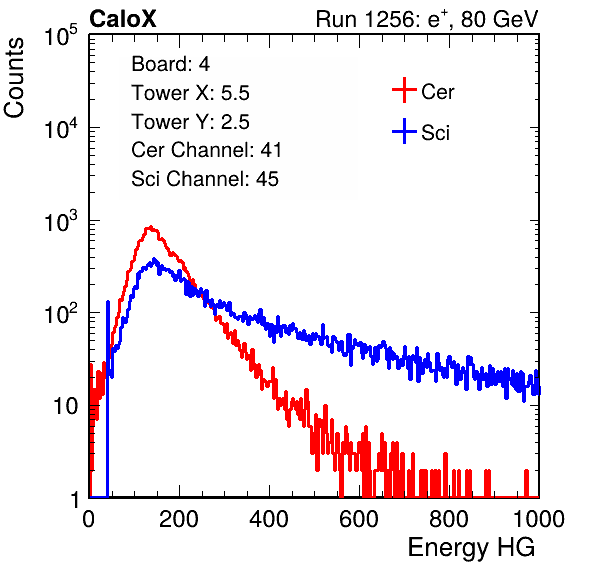 CaloX Run 1256: e⁺, 80 GeV
Counts
Board: 4
Tower X: 5.5
Tower Y: 2.5
Cer Channel: 41
Sci Channel: 45
Cer
Sci
10⁵
10⁴
10³
10²
10
1
0 200 400 600 800 1000
Energy HG